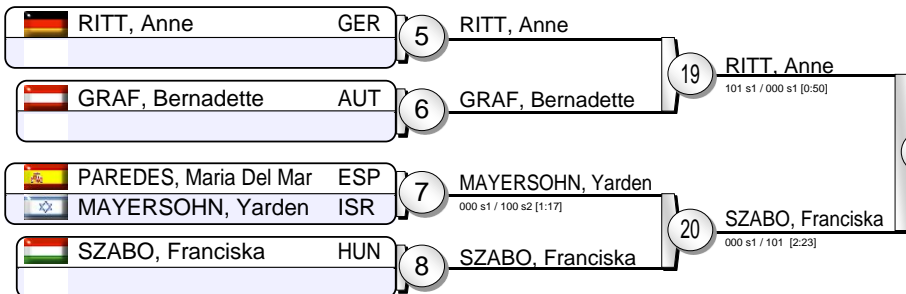 RITT, Anne GER
5
RITT, Anne
GRAF, Bernadette AUT
6
GRAF, Bernadette
19
RITT, Anne
101 s1 / 000 s1 [0:50]
PAREDES, Maria Del Mar ESP
MAYERSOHN, Yarden ISR
7
MAYERSOHN, Yarden
000 s1 / 100 s2 [1:17]
SZABO, Franciska HUN
8
SZABO, Franciska
20
SZABO, Franciska
000 s1 / 101 [2:23]